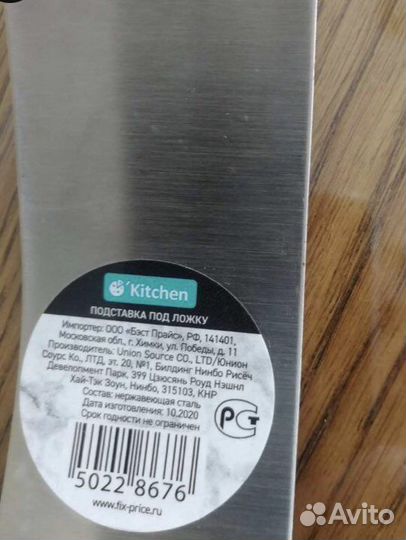 Kitchen
ПОДСТАВКА ПОД ЛОЖКУ
Импортер: ООО «Бэст Прайс», РФ, 141401,
Московская обл., г. Химки, ул. Победы, д. 11
Производитель: Union Source CO., LTD/Юнион
Соурс Ко., ЛТД, эт. 20, №1, Билдинг Нинбо Рисёч
Девелопмент Парк, 399 Цзюсянь Роуд Нэшнл
Хай-Тэк Зоун, Нинбо, 315103, КНР
Состав: нержавеющая сталь
Дата изготовления: 10.2020
Срок годности не ограничен
РСТ
5022 8676
www.fix-price.ru
Avito